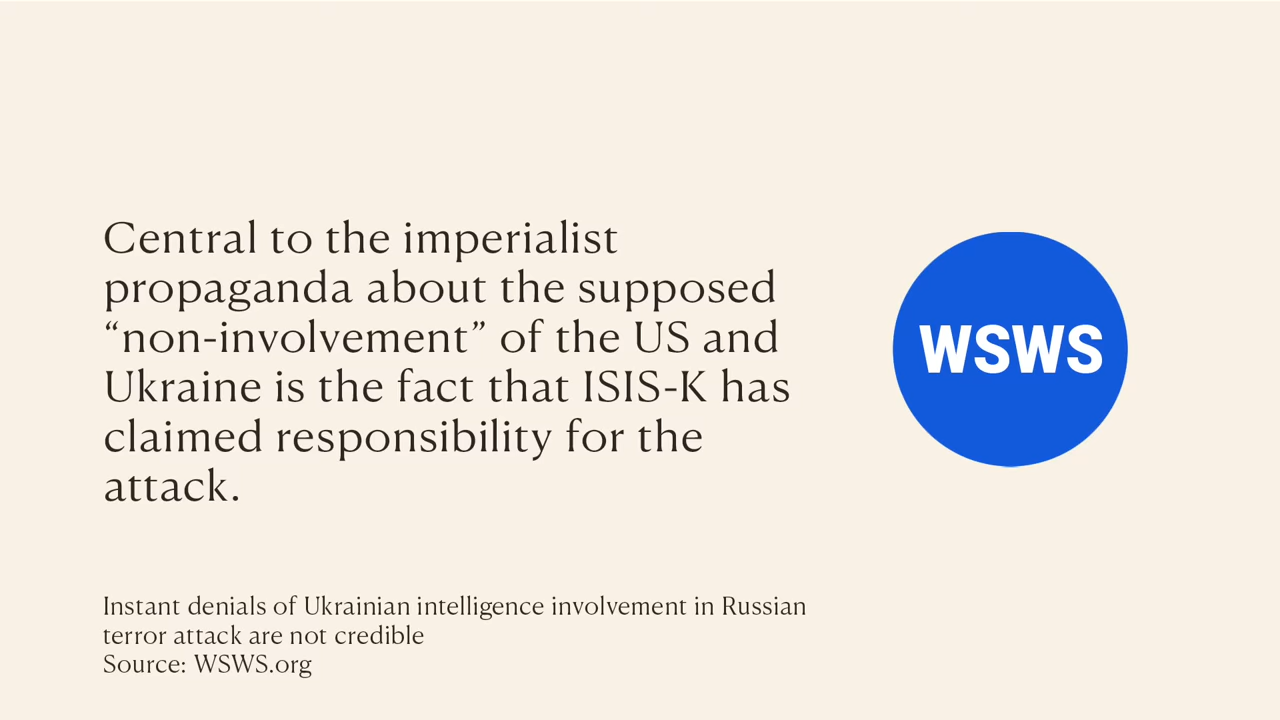 Central to the imperialist
propaganda about the supposed
“non-involvement” of the US and
Ukraine is the fact that ISIS-K has
claimed responsibility for the
attack.
WSWS
Instant denials of Ukrainian intelligence involvement in Russian
terror attack are not credible
Source: WSWS.org